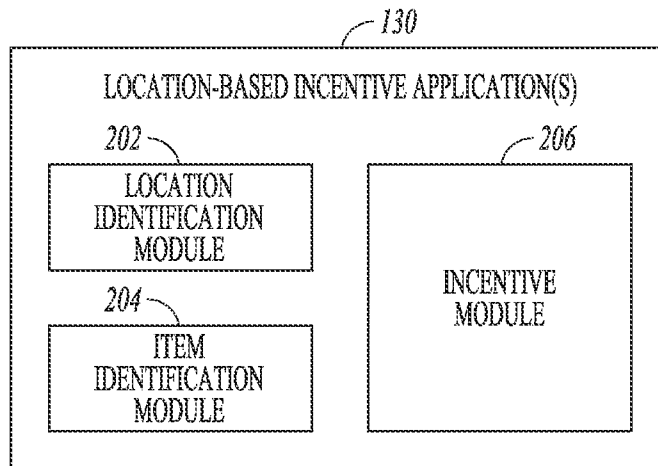 130
LOCATION-BASED INCENTIVE APPLICATION(S)
202
LOCATION
IDENTIFICATION
MODULE
204
ITEM
IDENTIFICATION
MODULE
206
INCENTIVE
MODULE